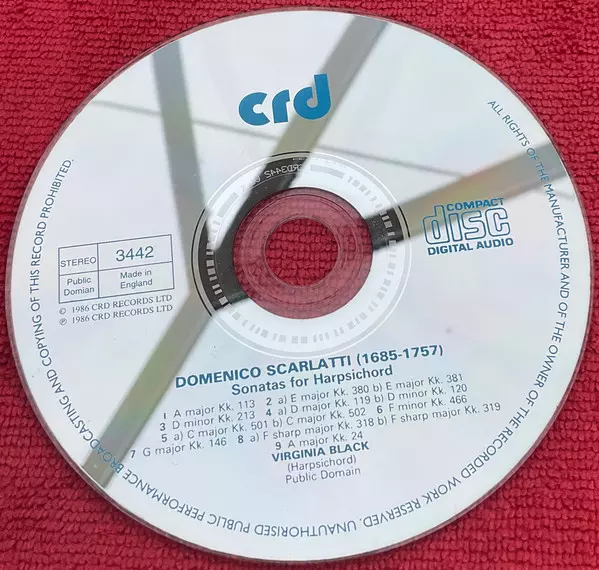 crd
COMPACT
disc
DIGITAL AUDIO
STEREO
3442
Public
Domian
Made in
England
© 1986 CRD RECORDS LTD
℗ 1986 CRD RECORDS LTD
DOMENICO SCARLATTI (1685-1757)
Sonatas for Harpsichord
1 A major Kk. 113 2 a) E major Kk. 380 b) E major Kk. 381
3 D minor Kk. 213 4 a) D major Kk. 119 b) D minor Kk. 120
5 a) C major Kk. 501 b) C major Kk. 502 6 F minor Kk. 466
7 G major Kk. 146 8 a) F sharp major Kk. 318 b) F sharp major Kk. 319
9 A major Kk. 24
VIRGINIA BLACK
(Harpsichord)
Public Domain
ALL RIGHTS OF THE MANUFACTURER AND OF THE OWNER OF THE RECORDED WORK RESERVED. UNAUTHORISED PUBLIC PERFORMANCE BROADCASTING AND COPYING OF THIS RECORD PROHIBITED.